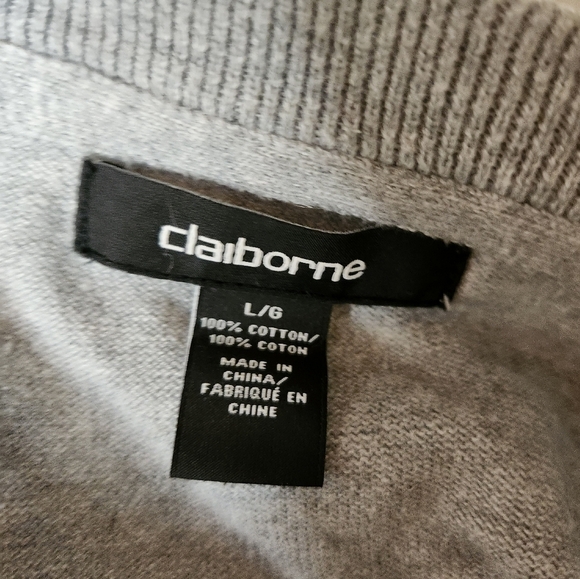 claiborne
L/G
100% COTTON/
100% COTON
MADE IN
CHINA/
FABRIQUÉ EN
CHINE